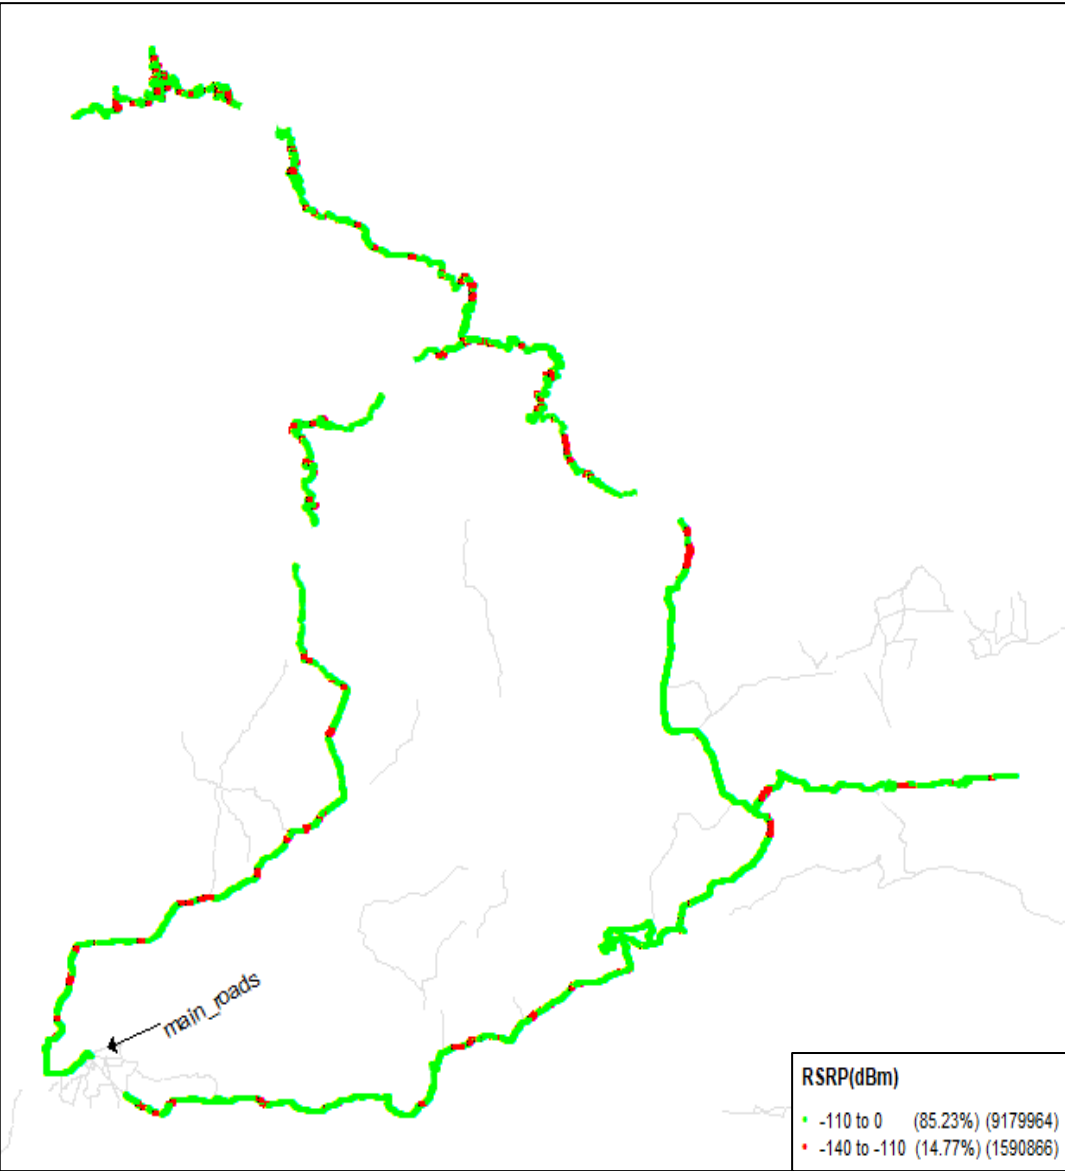 main_roads
RSRP(dBm)
-110 to 0 (85.23%) (9179964)
-140 to -110 (14.77%) (1590866)